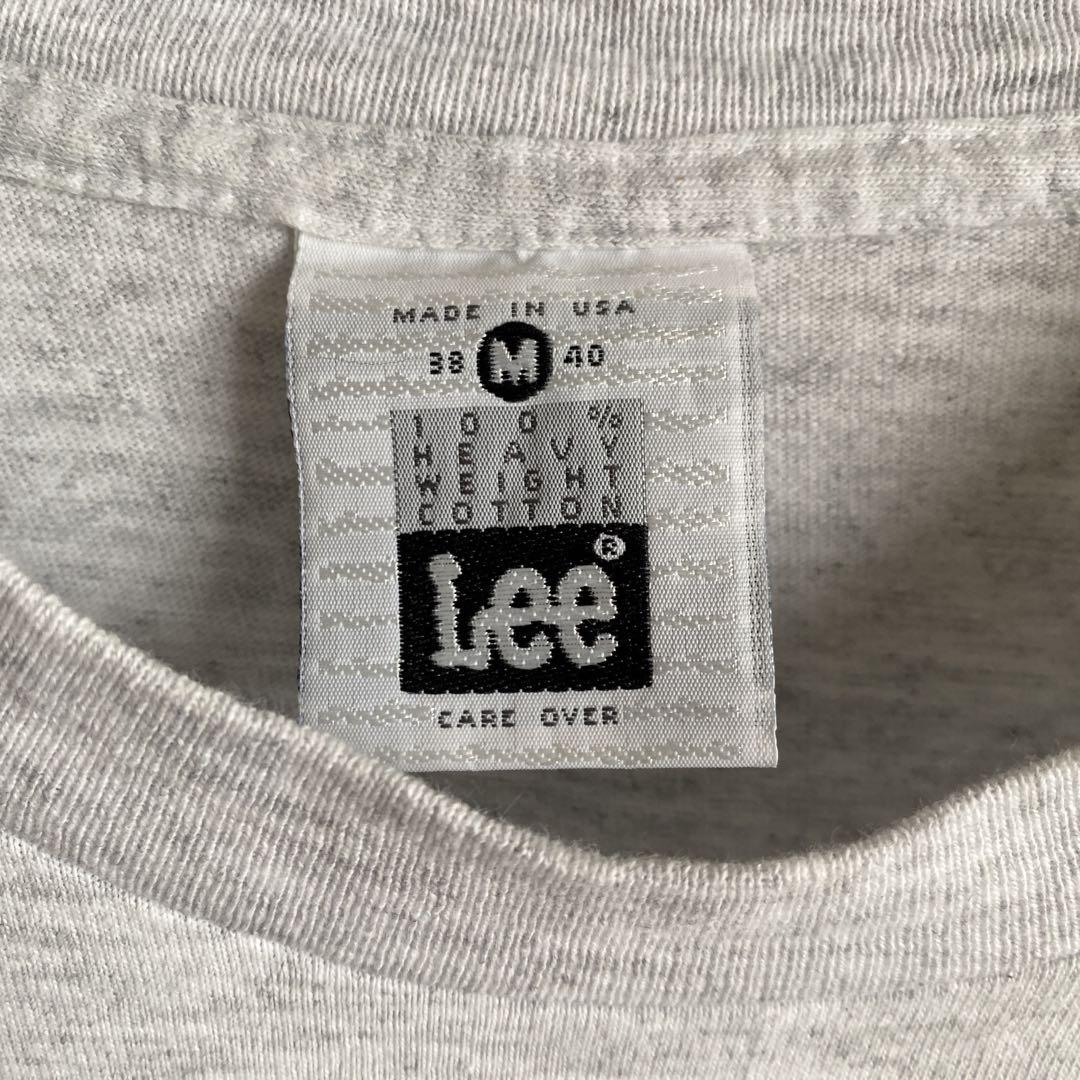 MADE IN USA
38 M 40
100%
HEAVY
WEIGHT
COTTON
Lee®
CARE OVER